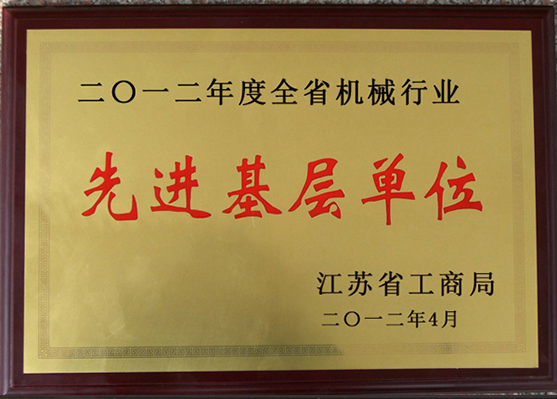 二〇一二年度全省机械行业
先进基层单位
江苏省工商局
二〇一二年4月